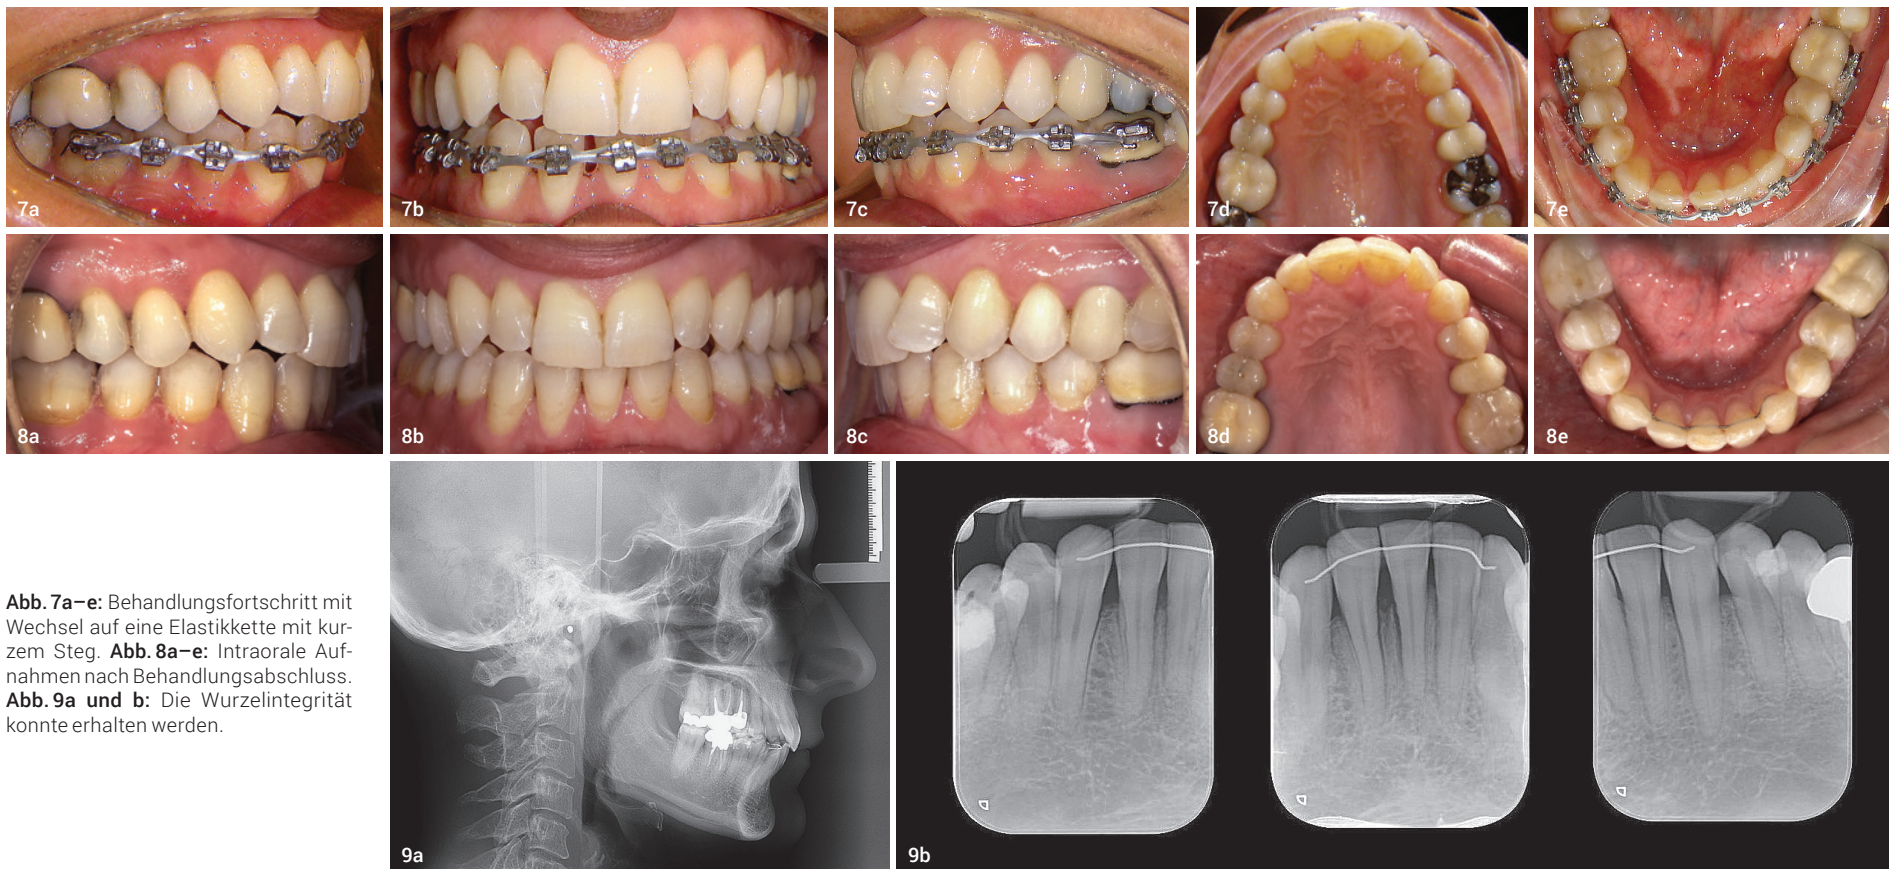 7a
7b
7c
7d
7e
8a
8b
8c
8d
8e
Abb. 7a–e: Behandlungsfortschritt mit
Wechsel auf eine Elastikkette mit kur-
zem Steg. Abb. 8a–e: Intraorale Auf-
nahmen nach Behandlungsabschluss.
Abb. 9a und b: Die Wurzelintegrität
konnte erhalten werden.
9a
9b